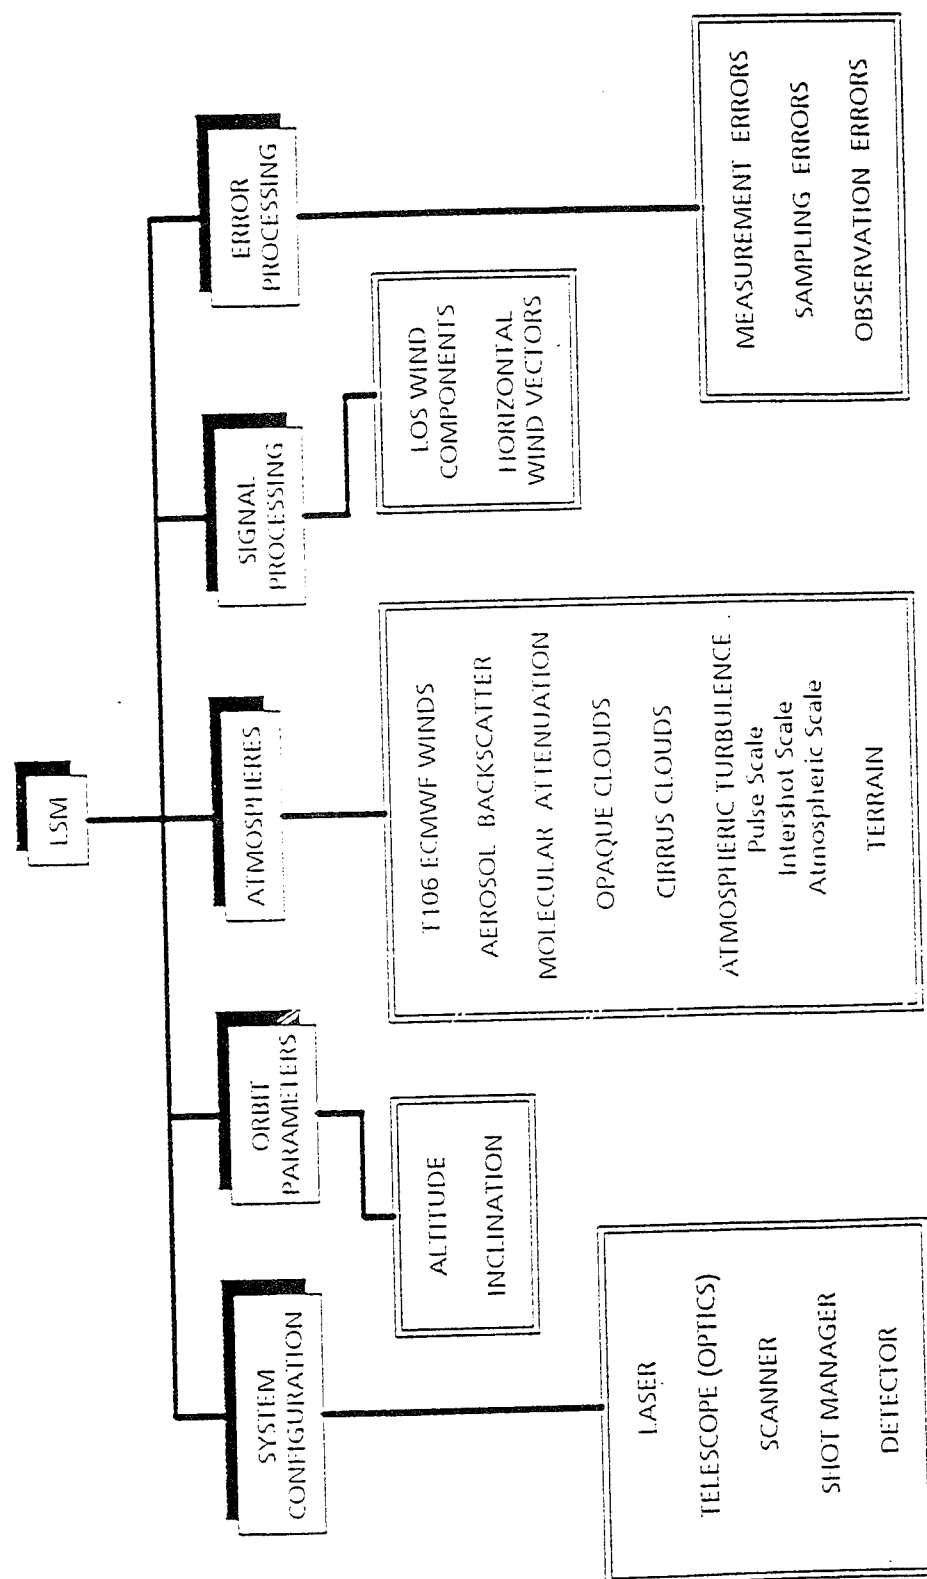 LSM
SYSTEM
CONFIGURATION
ORBIT
PARAMETERS
ATMOSPHERES
SIGNAL
PROCESSING
ERROR
PROCESSING
LASER
TELESCOPE (OPTICS)
SCANNER
SHOT MANAGER
DETECTOR
ALTITUDE
INCLINATION
T106 ECMWF WINDS
AEROSOL BACKSCATTER
MOLECULAR ATTENUATION
OPAQUE CLOUDS
CIRRUS CLOUDS
ATMOSPHERIC TURBULENCE
Pulse Scale
Intershot Scale
Atmospheric Scale
TERRAIN
LOS WIND
COMPONENTS
HORIZONTAL
WIND VECTORS
MEASUREMENT ERRORS
SAMPLING ERRORS
OBSERVATION ERRORS